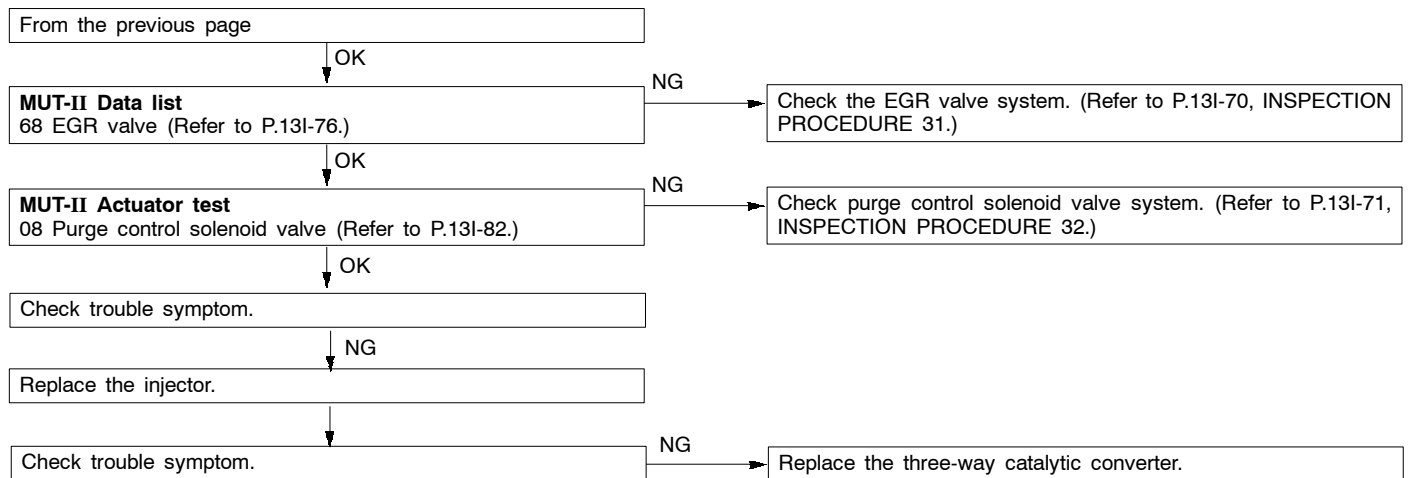 From the previous page
OK
MUT-II Data list
68 EGR valve (Refer to P.13I-76.)
NG
Check the EGR valve system. (Refer to P.13I-70, INSPECTION
PROCEDURE 31.)
OK
MUT-II Actuator test
08 Purge control solenoid valve (Refer to P.13I-82.)
NG
Check purge control solenoid valve system. (Refer to P.13I-71,
INSPECTION PROCEDURE 32.)
OK
Check trouble symptom.
NG
Replace the injector.
Check trouble symptom.
NG
Replace the three-way catalytic converter.